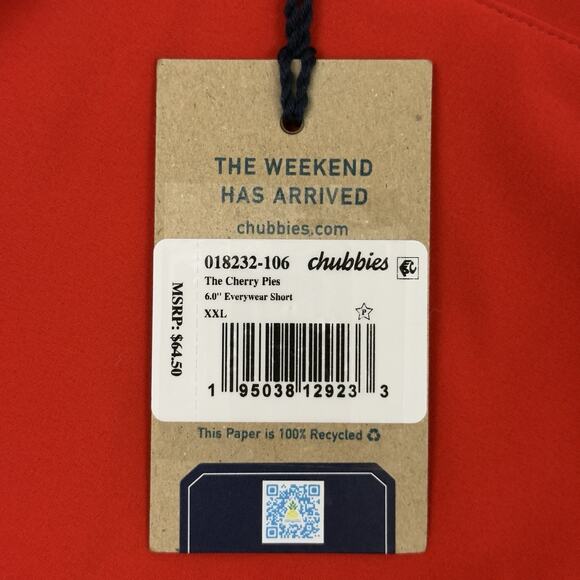 THE WEEKEND
HAS ARRIVED
chubbies.com
018232-106 chubbies
The Cherry Pies
6.0" Everywear Short
XXL
P
MSRP: $64.50
1 95038 12923 3
This Paper is 100% Recycled